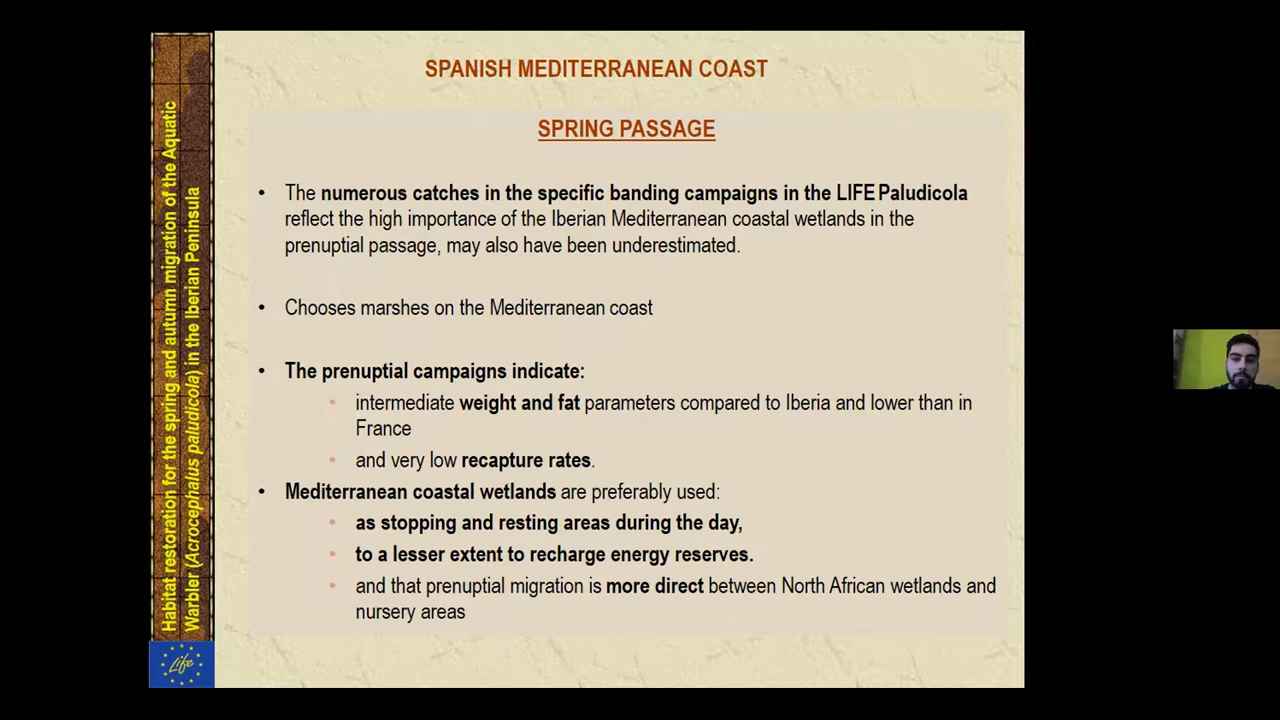 SPANISH MEDITERRANEAN COAST
SPRING PASSAGE
• The numerous catches in the specific banding campaigns in the LIFE Paludicola
reflect the high importance of the Iberian Mediterranean coastal wetlands in the
prenuptial passage, may also have been underestimated.
• Chooses marshes on the Mediterranean coast
• The prenuptial campaigns indicate:
• intermediate weight and fat parameters compared to Iberia and lower than in
France
• and very low recapture rates.
• Mediterranean coastal wetlands are preferably used:
• as stopping and resting areas during the day,
• to a lesser extent to recharge energy reserves.
• and that prenuptial migration is more direct between North African wetlands and
nursery areas
Habitat restoration for the spring and autumn migration of the Aquatic
Warbler (Acrocephalus paludicola) in the Iberian Peninsula
Life